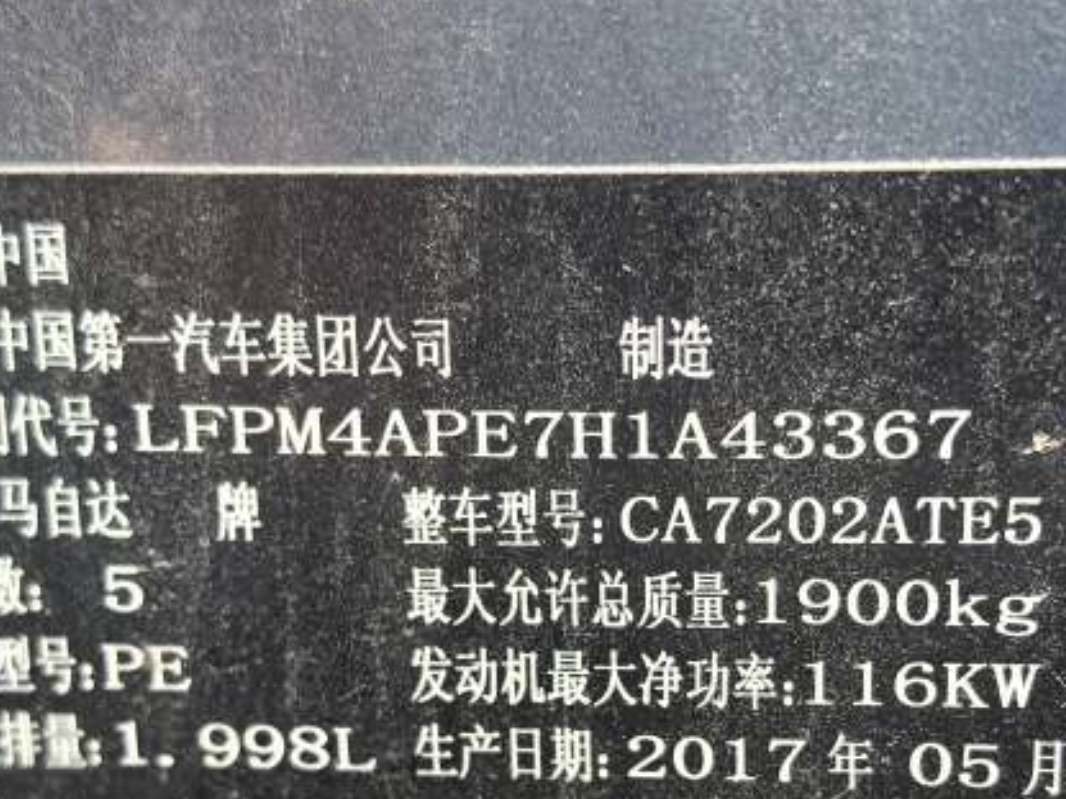 中国
中国第一汽车集团公司 制造
别代号:LFPM4APE7H1A43367
马自达 牌 整车型号:CA7202ATE5
数: 5 最大允许总质量:1900kg
型号:PE 发动机最大净功率:116KW
排量:1.998L 生产日期:2017年05月